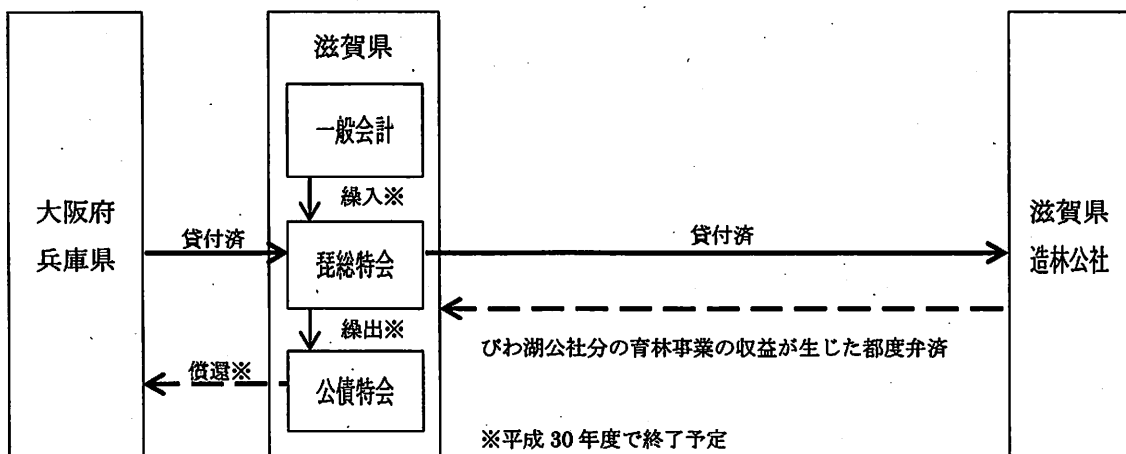 滋賀県
一般会計
繰入※
大阪府
兵庫県
貸付済
琵総特会
貸付済
滋賀県
造林公社
繰出※
びわ湖公社分の育林事業の収益が生じた都度弁済
償還※
公債特会
※平成 30 年度で終了予定